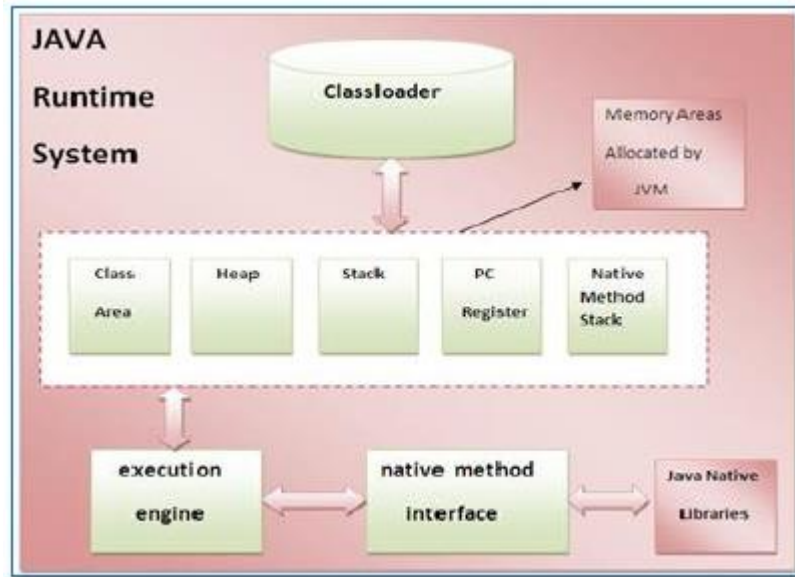 JAVA
Runtime
System
Classloader
Memory Areas
Allocated by
JVM
Class
Area
Heap
Stack
PC
Register
Native
Method
Stack
execution
engine
native method
interface
Java Native
Libraries